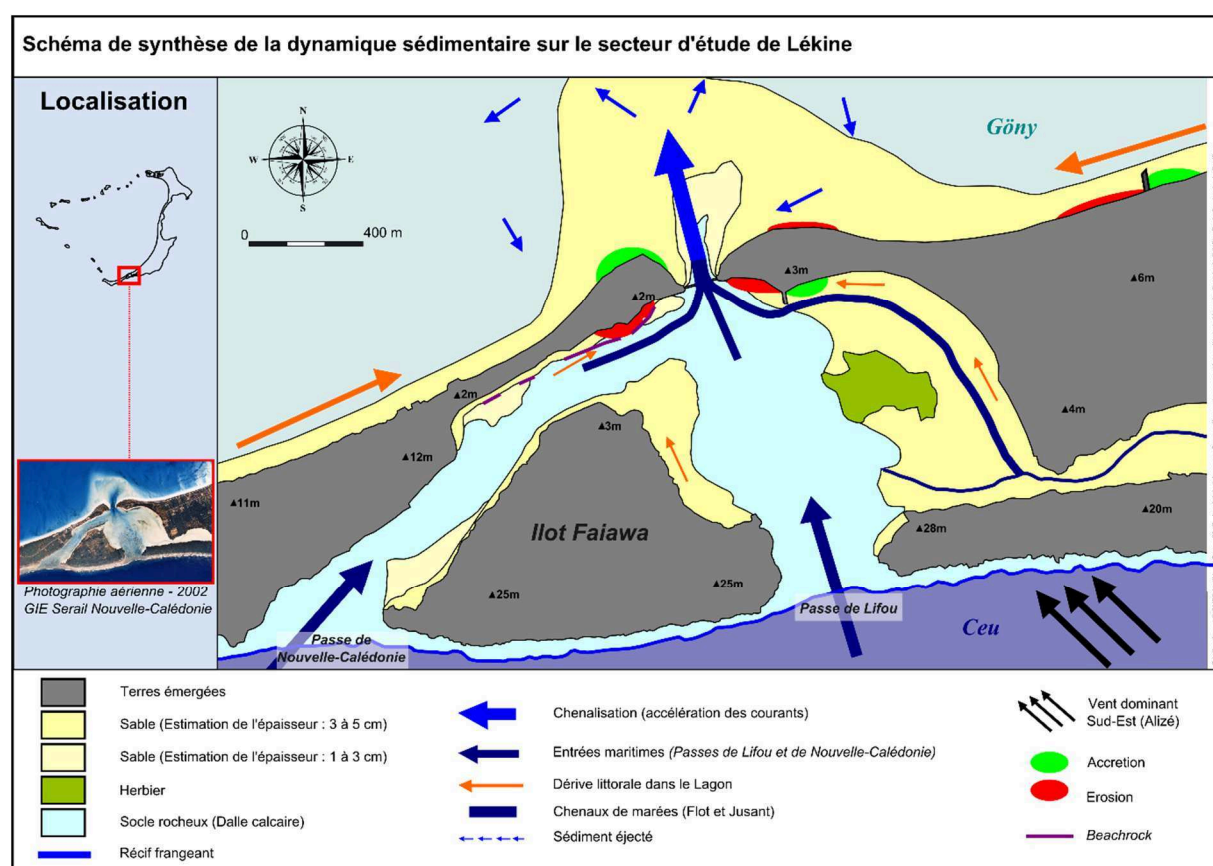 Schéma de synthèse de la dynamique sédimentaire sur le secteur d'étude de Lékine
Localisation
Photographie aérienne - 2002
GIE Serail Nouvelle-Calédonie
N
W
E
S
0
400 m
Göny
▲3m
▲6m
▲2m
▲2m
▲4m
▲3m
▲12m
▲11m
Ilot Faiawa
▲28m
▲20m
▲25m
▲25m
Passe de Lifou
Ceu
Passe de
Nouvelle-Calédonie
Terres émergées
Sable (Estimation de l'épaisseur : 3 à 5 cm)
Sable (Estimation de l'épaisseur : 1 à 3 cm)
Herbier
Socle rocheux (Dalle calcaire)
Récif frangeant
Chenalisation (accélération des courants)
Entrées maritimes (Passes de Lifou et de Nouvelle-Calédonie)
Dérive littorale dans le Lagon
Chenaux de marées (Flot et Jusant)
Sédiment éjecté
Vent dominant
Sud-Est (Alizé)
Accretion
Erosion
Beachrock